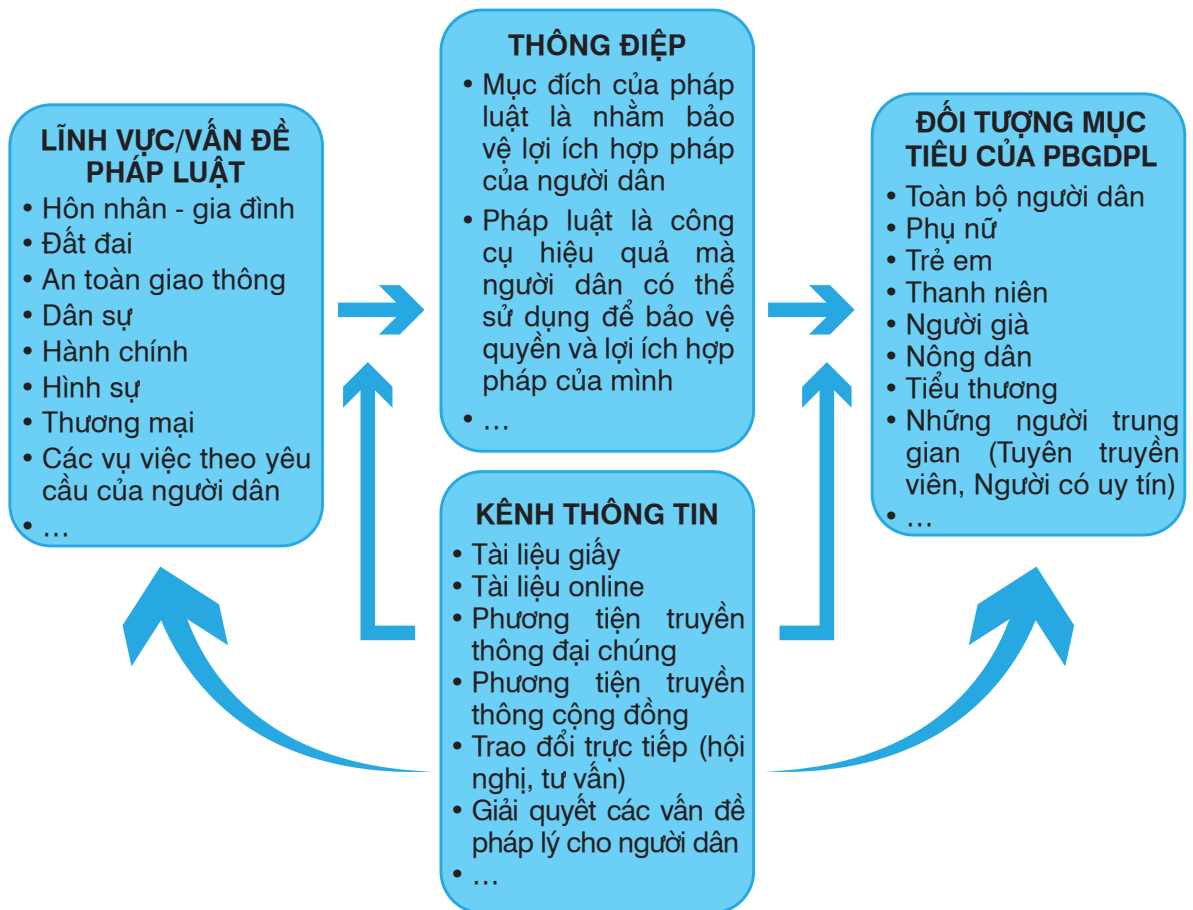 LĨNH VỰC/VẤN ĐỀ
PHÁP LUẬT
• Hôn nhân - gia đình
• Đất đai
• An toàn giao thông
• Dân sự
• Hành chính
• Hình sự
• Thương mại
• Các vụ việc theo yêu
cầu của người dân
• …
THÔNG ĐIỆP
• Mục đích của pháp
luật là nhằm bảo
vệ lợi ích hợp pháp
của người dân
• Pháp luật là công
cụ hiệu quả mà
người dân có thể
sử dụng để bảo vệ
quyền và lợi ích hợp
pháp của mình
• …
KÊNH THÔNG TIN
• Tài liệu giấy
• Tài liệu online
• Phương tiện truyền
thông đại chúng
• Phương tiện truyền
thông cộng đồng
• Trao đổi trực tiếp (hội
nghị, tư vấn)
• Giải quyết các vấn đề
pháp lý cho người dân
• …
ĐỐI TƯỢNG MỤC
TIÊU CỦA PBGDPL
• Toàn bộ người dân
• Phụ nữ
• Trẻ em
• Thanh niên
• Người già
• Nông dân
• Tiểu thương
• Những người trung
gian (Tuyên truyền
viên, Người có uy tín)
• …